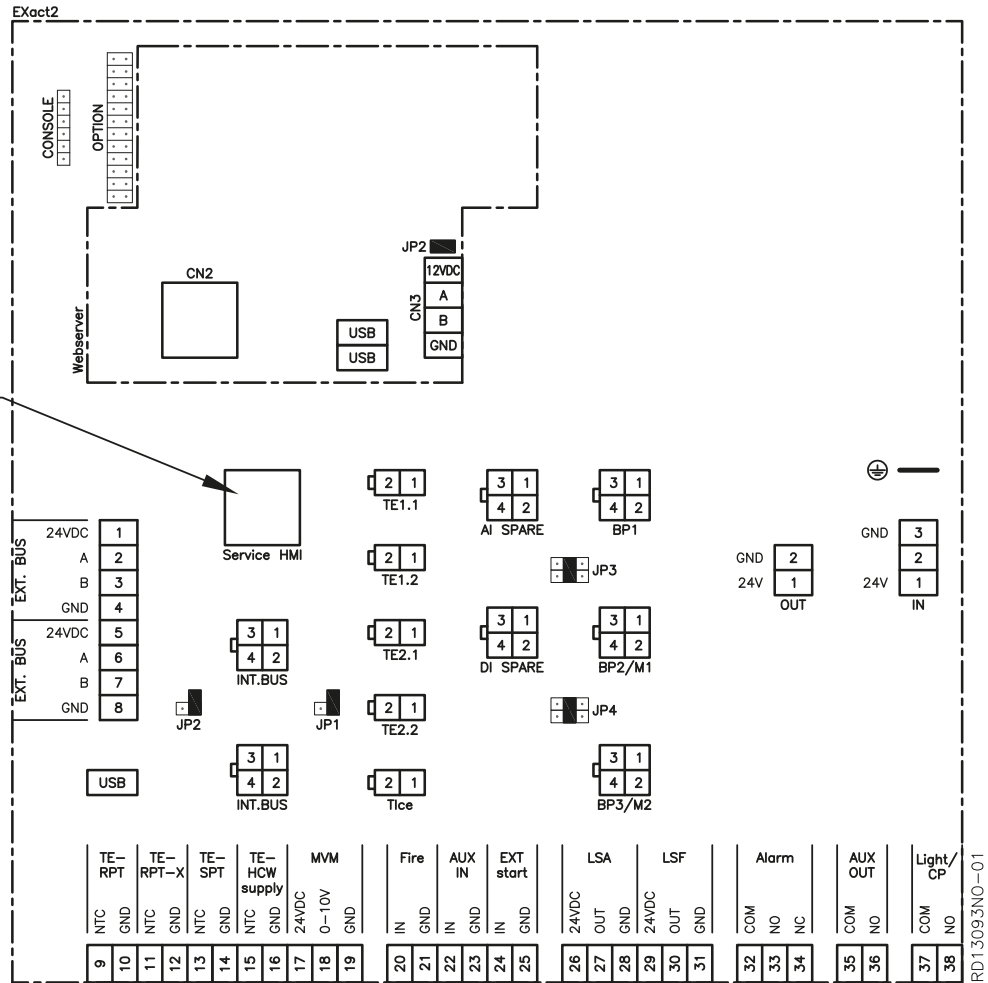 EXact2
CONSOLE
OPTION
JP2
CN2
CN3
12VDC
A
B
GND
Webserver
USB
USB
Service HMI
2 1
TE1.1
3 1
4 2
AI SPARE
3 1
4 2
BP1
EXT. BUS
24VDC 1
A 2
B 3
GND 4
EXT. BUS
24VDC 5
A 6
B 7
GND 8
2 1
TE1.2
JP3
GND 2
24V 1
OUT
GND 3
2
24V 1
IN
3 1
4 2
INT.BUS
2 1
TE2.1
3 1
4 2
DI SPARE
3 1
4 2
BP2/M1
JP2
JP1
2 1
TE2.2
JP4
USB
3 1
4 2
INT.BUS
2 1
TIce
3 1
4 2
BP3/M2
TE-
RPT
TE-
RPT-X
TE-
SPT
TE-
HCW
supply
MVM
Fire
AUX
IN
EXT
start
LSA
LSF
Alarm
AUX
OUT
Light/
CP
NTC GND NTC GND NTC GND NTC GND 24VDC 0-10V GND IN GND IN GND IN GND 24VDC OUT GND 24VDC OUT GND COM NO NC COM NO COM NO
9 10 11 12 13 14 15 16 17 18 19 20 21 22 23 24 25 26 27 28 29 30 31 32 33 34 35 36 37 38
RD13093NO-01